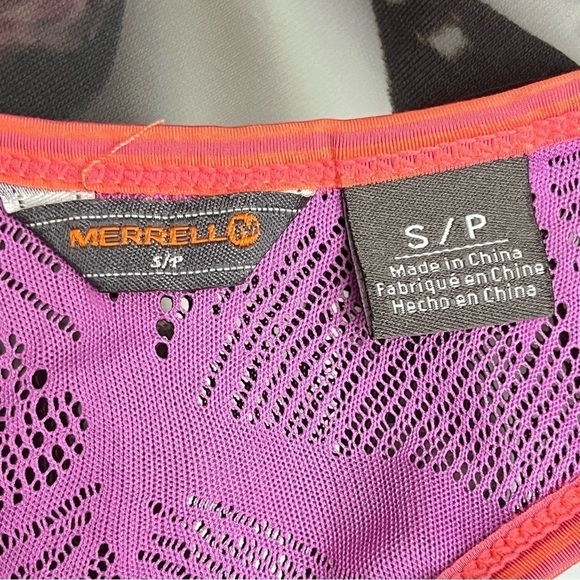 MERRELL M
S/P
S / P
Made in China
Fabriqué en Chine
Hecho en China